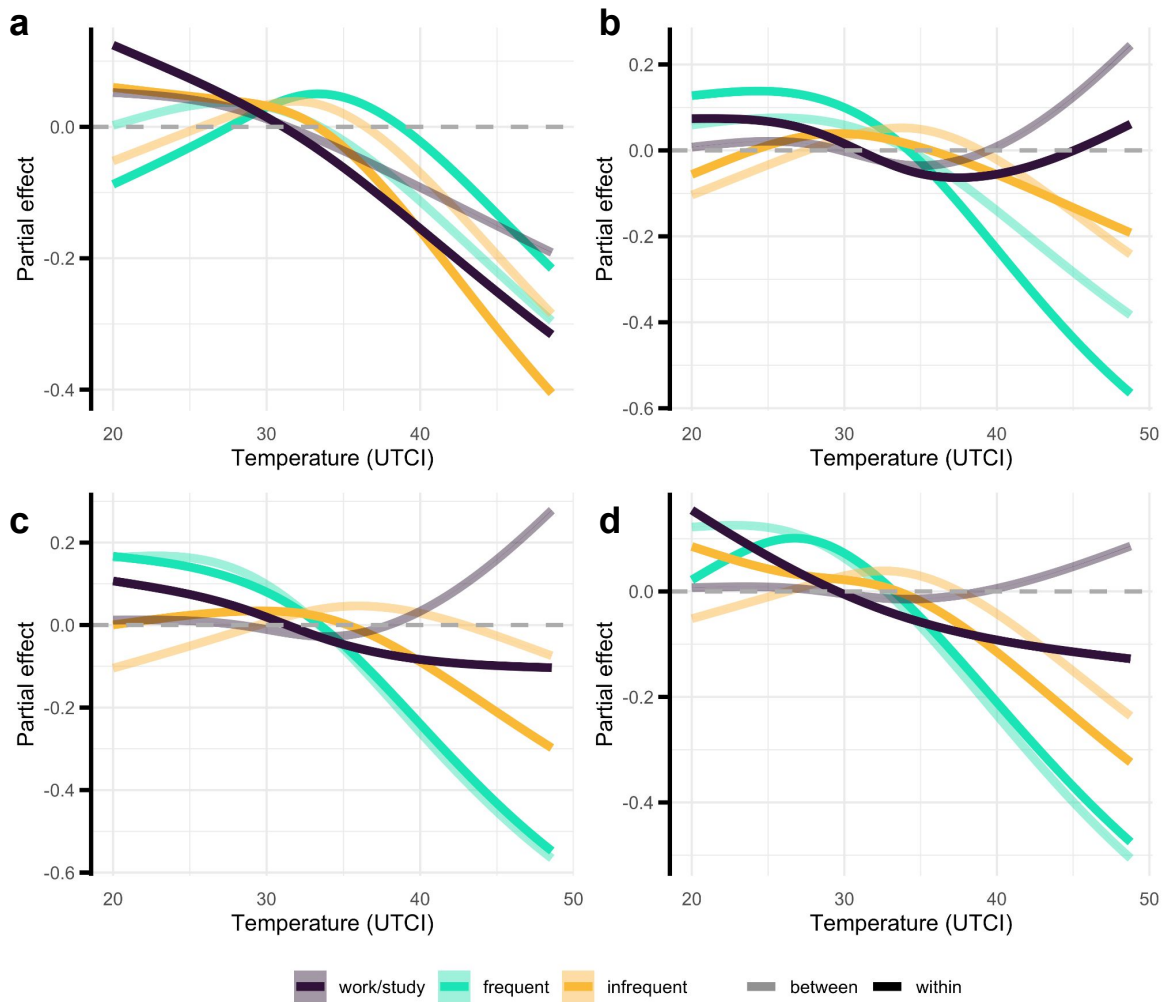 a
0.0
-0.2
-0.4
Partial effect
20
30
40
50
Temperature (UTCI)
b
0.2
0.0
-0.2
-0.4
-0.6
Partial effect
20
30
40
50
Temperature (UTCI)
c
0.2
0.0
-0.2
-0.4
-0.6
Partial effect
20
30
40
50
Temperature (UTCI)
d
0.0
-0.2
-0.4
Partial effect
20
30
40
50
Temperature (UTCI)
work/study frequent infrequent between within